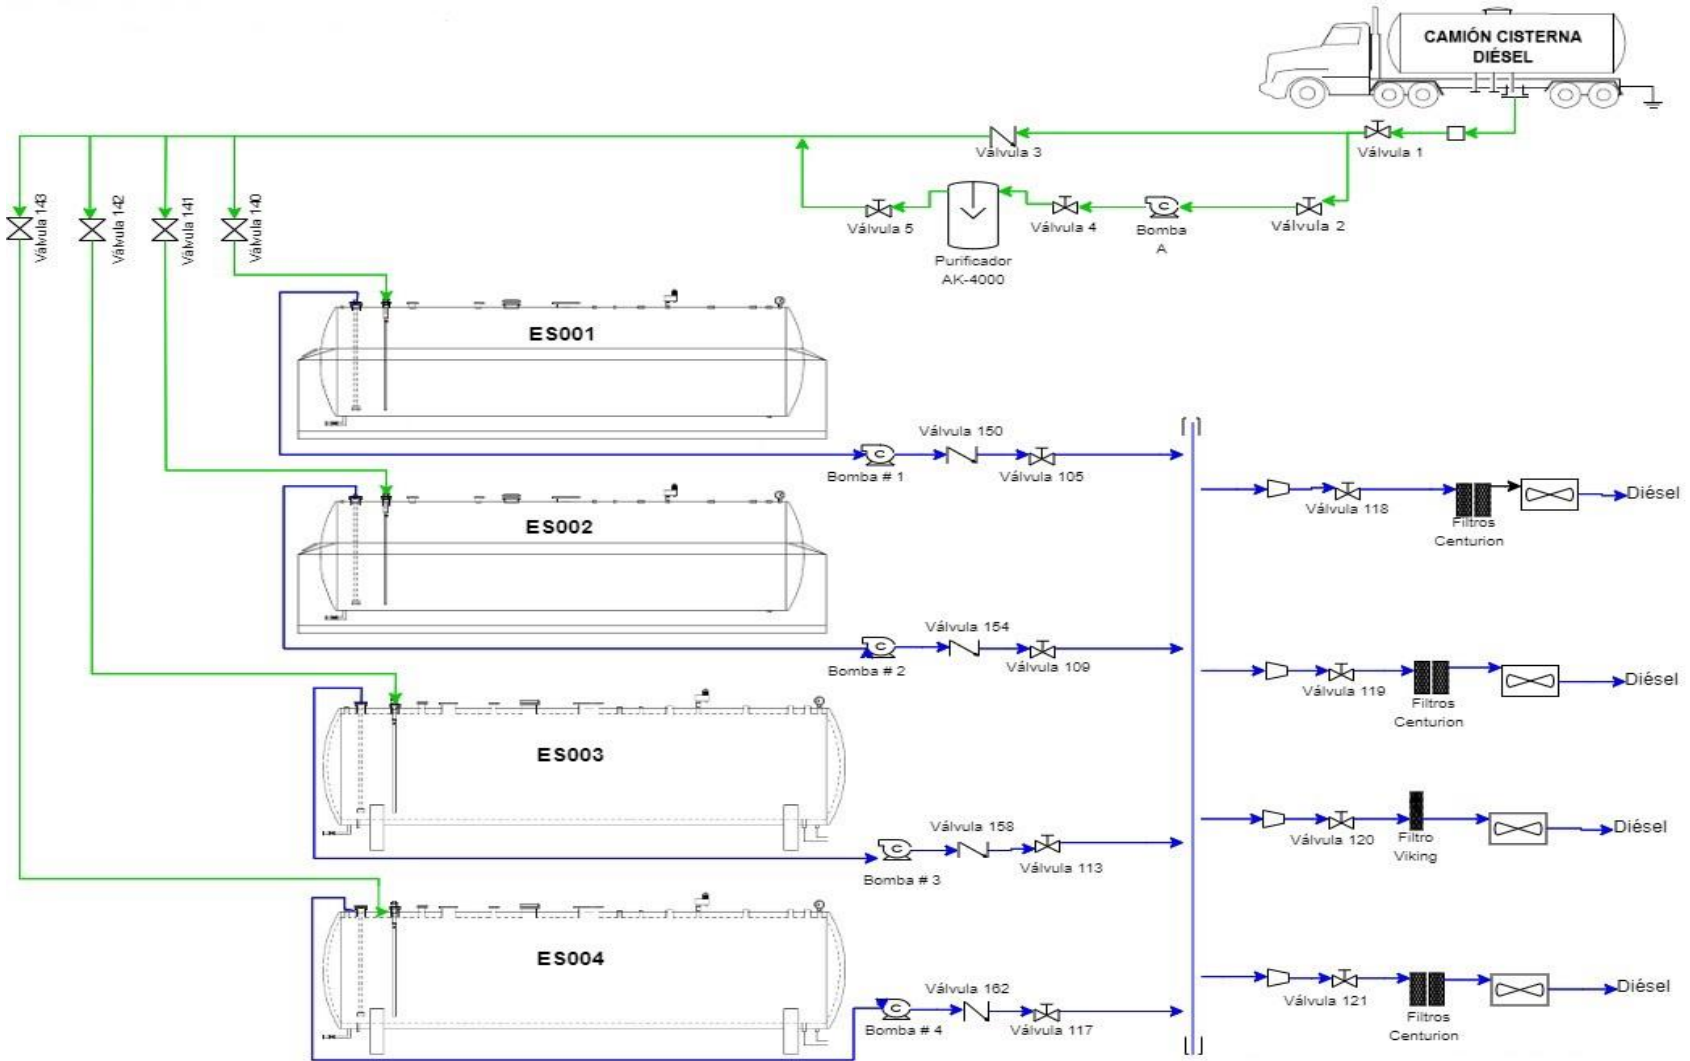 CAMIÓN CISTERNA
DIÉSEL
Válvula 3
Válvula 1
Válvula 143
Válvula 142
Válvula 141
Válvula 140
Válvula 5
Válvula 4
Bomba
A
Válvula 2
Purificador
AK-4000
ES001
Válvula 150
Bomba # 1
Válvula 105
ES002
Válvula 118
Filtros
Centurion
Diésel
Válvula 154
Bomba # 2
Válvula 109
Válvula 119
Filtros
Centurion
Diésel
ES003
Válvula 158
Bomba # 3
Válvula 113
Válvula 120
Filtro
Viking
Diésel
ES004
Válvula 162
Bomba # 4
Válvula 117
Válvula 121
Filtros
Centurion
Diésel
C
C
C
C
C